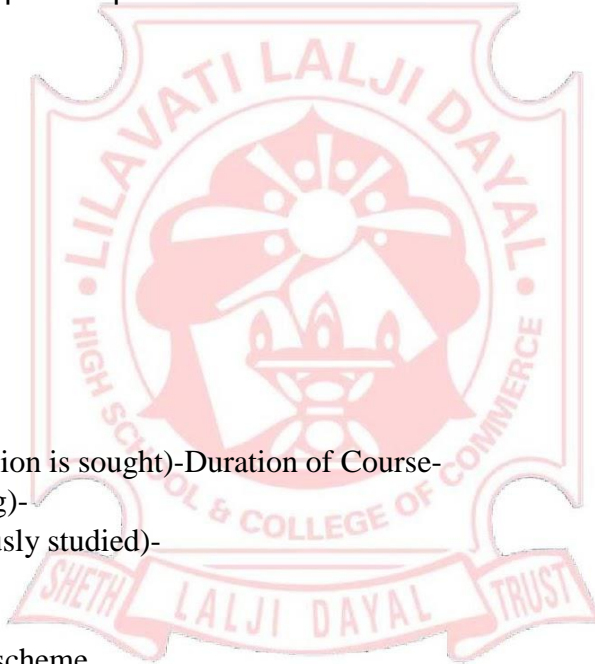 LILAVATI LALJI DAYAL
HIGH SCHOOL & COLLEGE OF COMMERCE
ion is sought)-Duration of Course-
g)-
usly studied)-
SHETH LALJI DAYAL TRUST
scheme